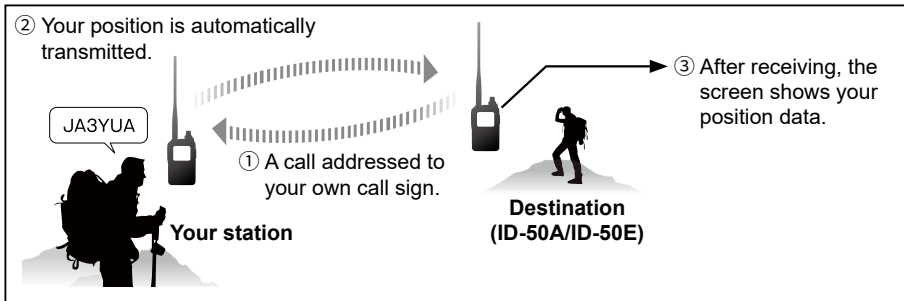 ② Your position is automatically
transmitted.
JA3YUA
① A call addressed to
your own call sign.
Your station
Destination
(ID-50A/ID-50E)
③ After receiving, the
screen shows your
position data.